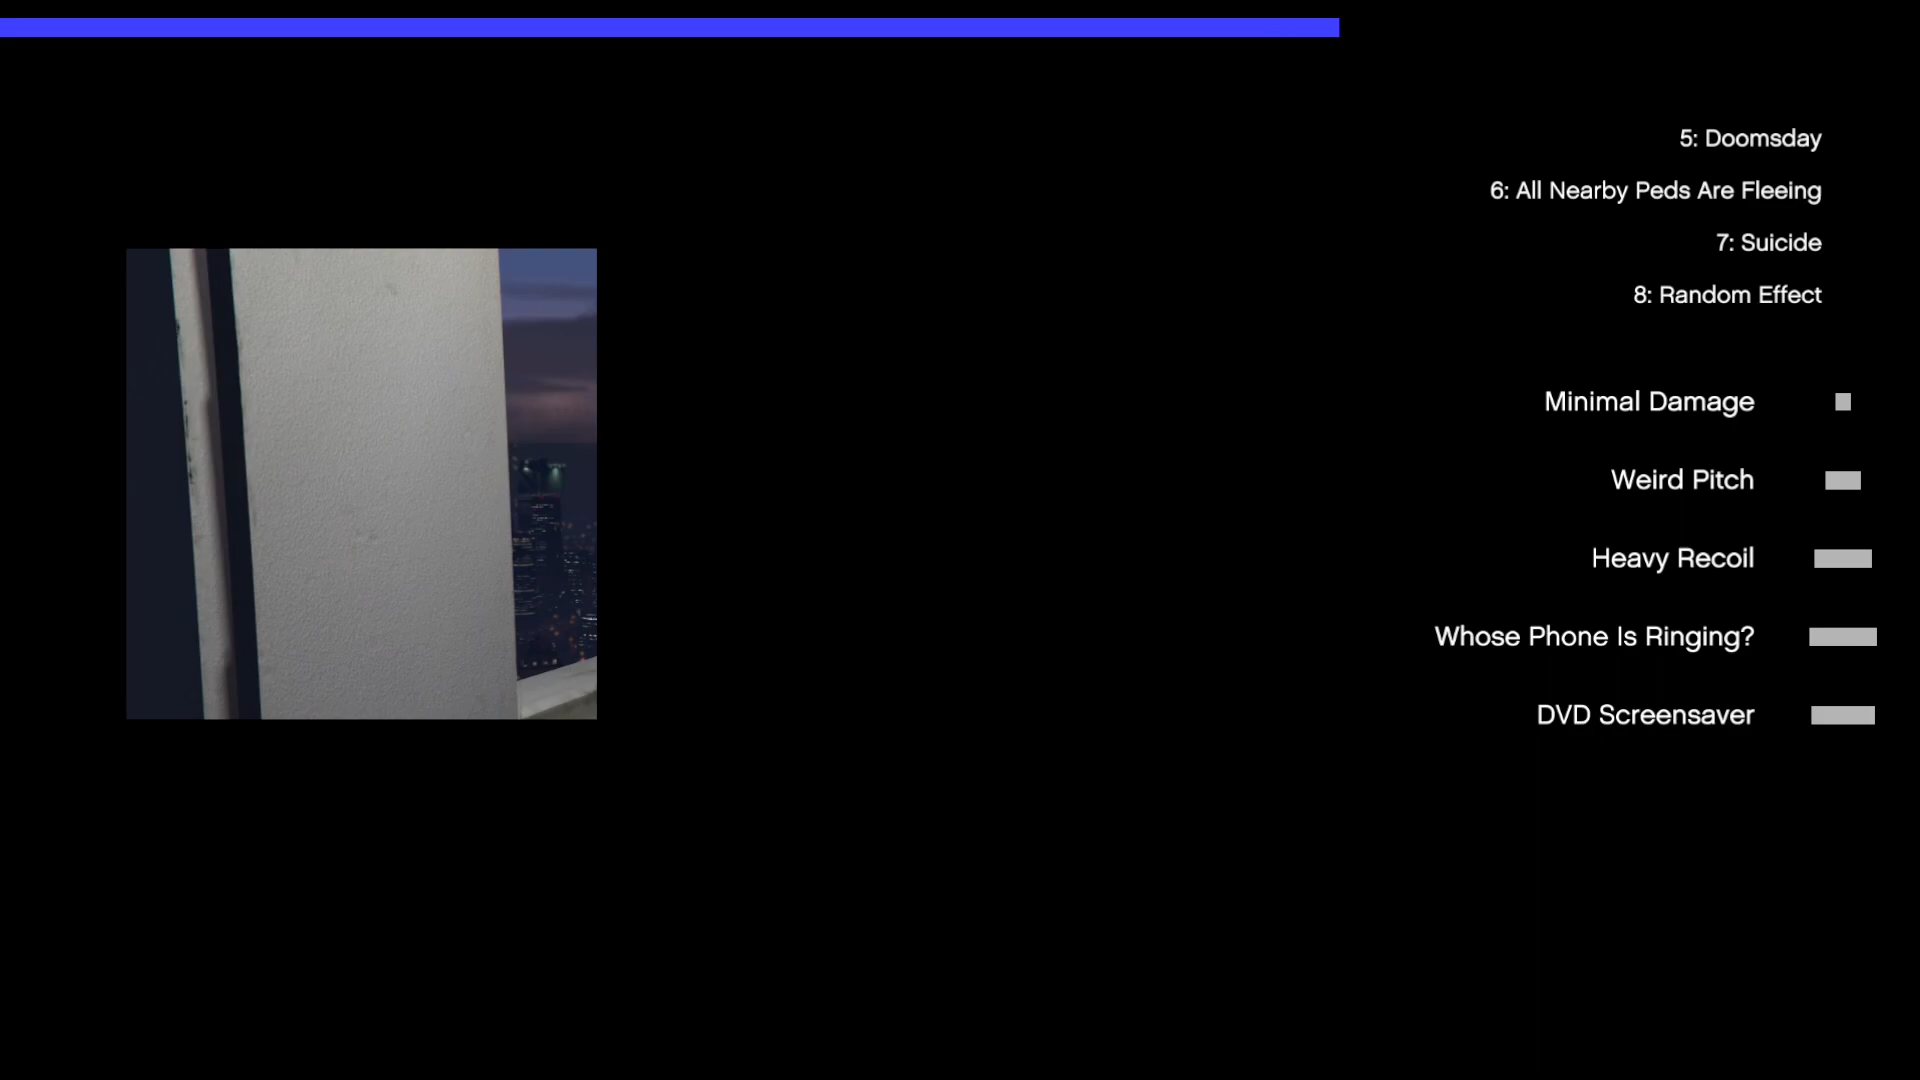 5: Doomsday
6: All Nearby Peds Are Fleeing
7: Suicide
8: Random Effect
Minimal Damage
Weird Pitch
Heavy Recoil
Whose Phone Is Ringing?
DVD Screensaver